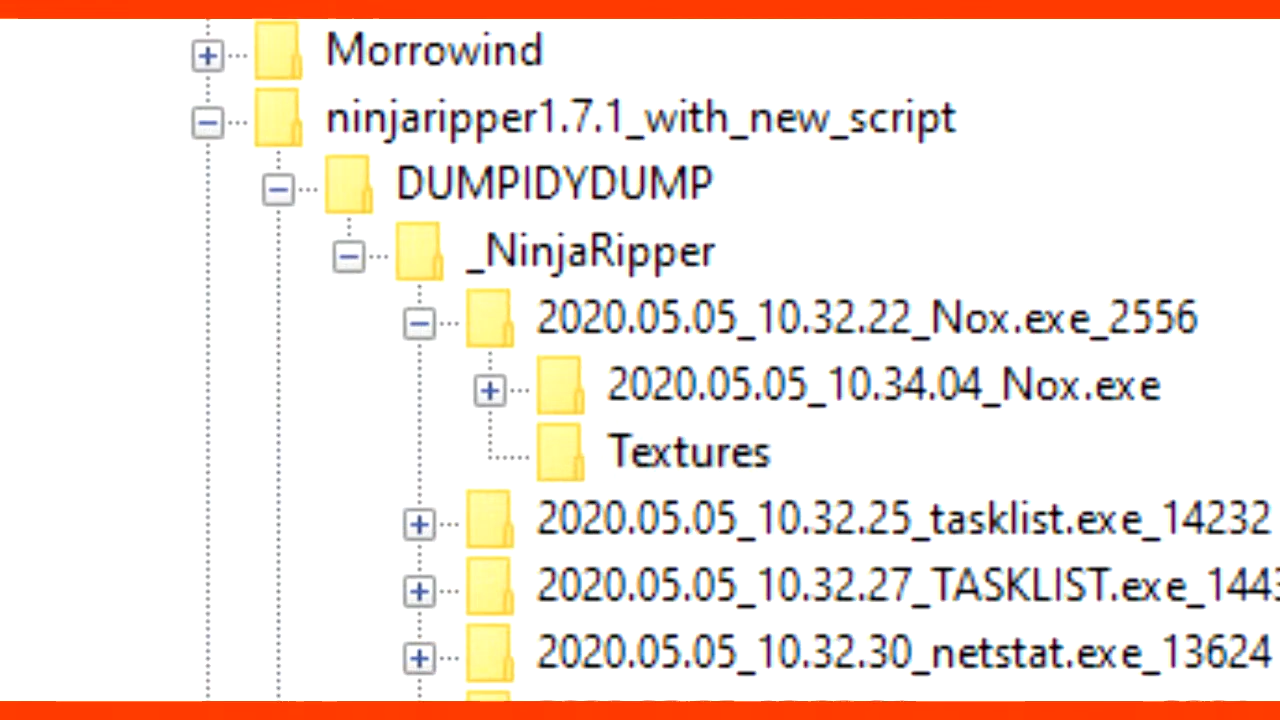 Morrowind
ninjaripper1.7.1_with_new_script
DUMPIDYDUMP
_NinjaRipper
2020.05.05_10.32.22_Nox.exe_2556
2020.05.05_10.34.04_Nox.exe
Textures
2020.05.05_10.32.25_tasklist.exe_14232
2020.05.05_10.32.27_TASKLIST.exe_1443
2020.05.05_10.32.30_netstat.exe_13624